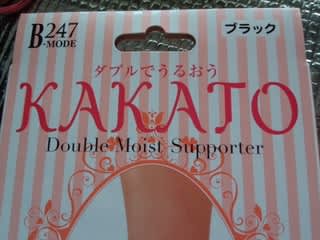 B247
-MODE
ブラック
ダブルでうるおう
KAKATO
Double Moist Supporter